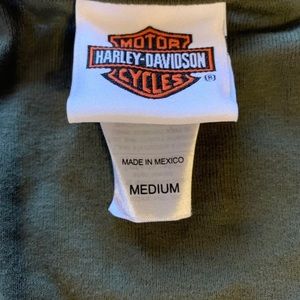 MOTOR
HARLEY-DAVIDSON
CYCLES®
MADE IN MEXICO
MEDIUM